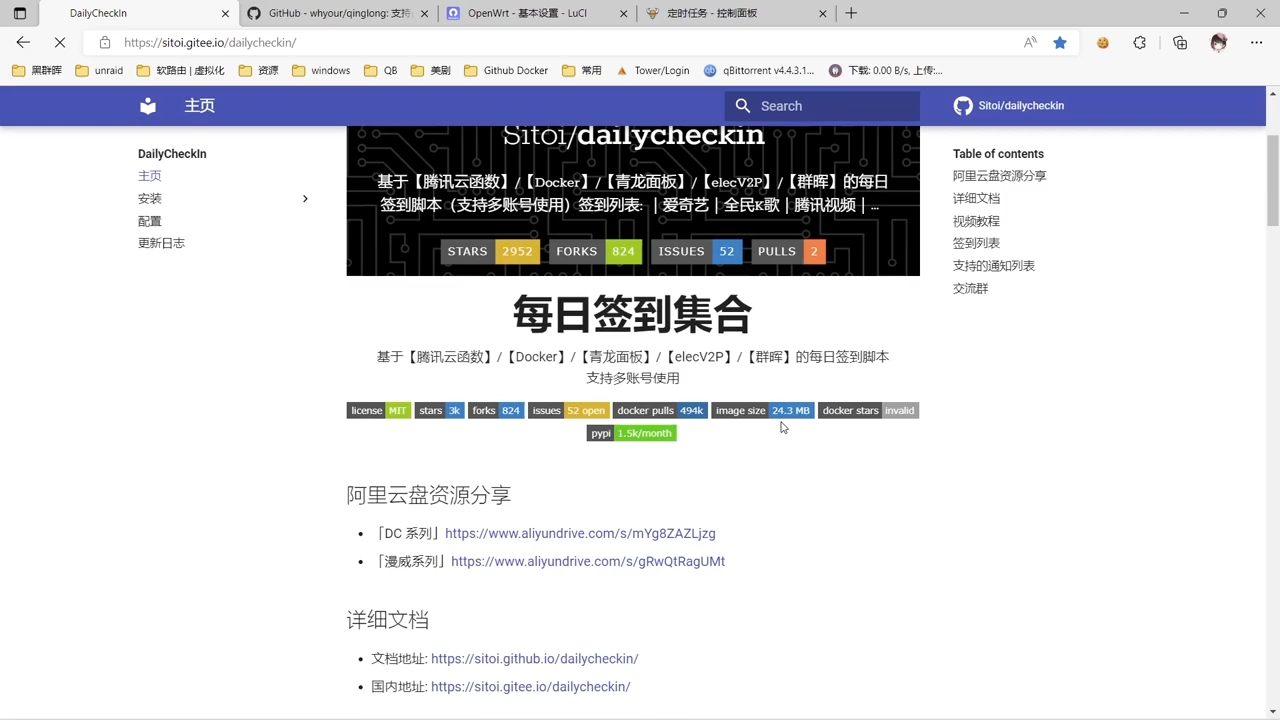 DailyCheckIn
GitHub - whyour/qinglong: 支持
OpenWrt - 基本设置 - LuCI
定时任务 - 控制面板
https://sitoi.gitee.io/dailycheckin/
黑群晖
unraid
软路由 | 虚拟化
资源
windows
QB
美剧
Github Docker
常用
Tower/Login
qBittorrent v4.4.3.1...
下载: 0.00 B/s, 上传:...
主页
Search
Sitoi/dailycheckin
DailyCheckIn
主页
安装
配置
更新日志
Sitoi/dailycheckin
基于【腾讯云函数】/【Docker】/【青龙面板】/【elecV2P】/【群晖】的每日
签到脚本（支持多账号使用）签到列表: ｜爱奇艺｜全民K歌｜腾讯视频｜...
STARS 2952 FORKS 824 ISSUES 52 PULLS 2
每日签到集合
基于【腾讯云函数】/【Docker】/【青龙面板】/【elecV2P】/【群晖】的每日签到脚本
支持多账号使用
license MIT stars 3k forks 824 issues 52 open docker pulls 494k image size 24.3 MB docker stars invalid
pypi 1.5k/month
阿里云盘资源分享
「DC 系列」https://www.aliyundrive.com/s/mYg8ZAZLjzg
「漫威系列」https://www.aliyundrive.com/s/gRwQtRagUMt
详细文档
文档地址: https://sitoi.github.io/dailycheckin/
国内地址: https://sitoi.gitee.io/dailycheckin/
Table of contents
阿里云盘资源分享
详细文档
视频教程
签到列表
支持的通知列表
交流群